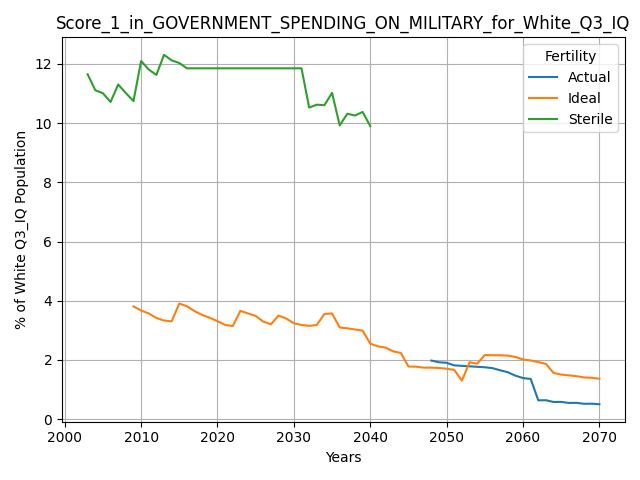 Score_1_in_GOVERNMENT_SPENDING_ON_MILITARY_for_White_Q3_IQ
Fertility
Actual
Ideal
Sterile
% of White Q3_IQ Population
12
10
8
6
4
2
0
2000 2010 2020 2030 2040 2050 2060 2070
Years